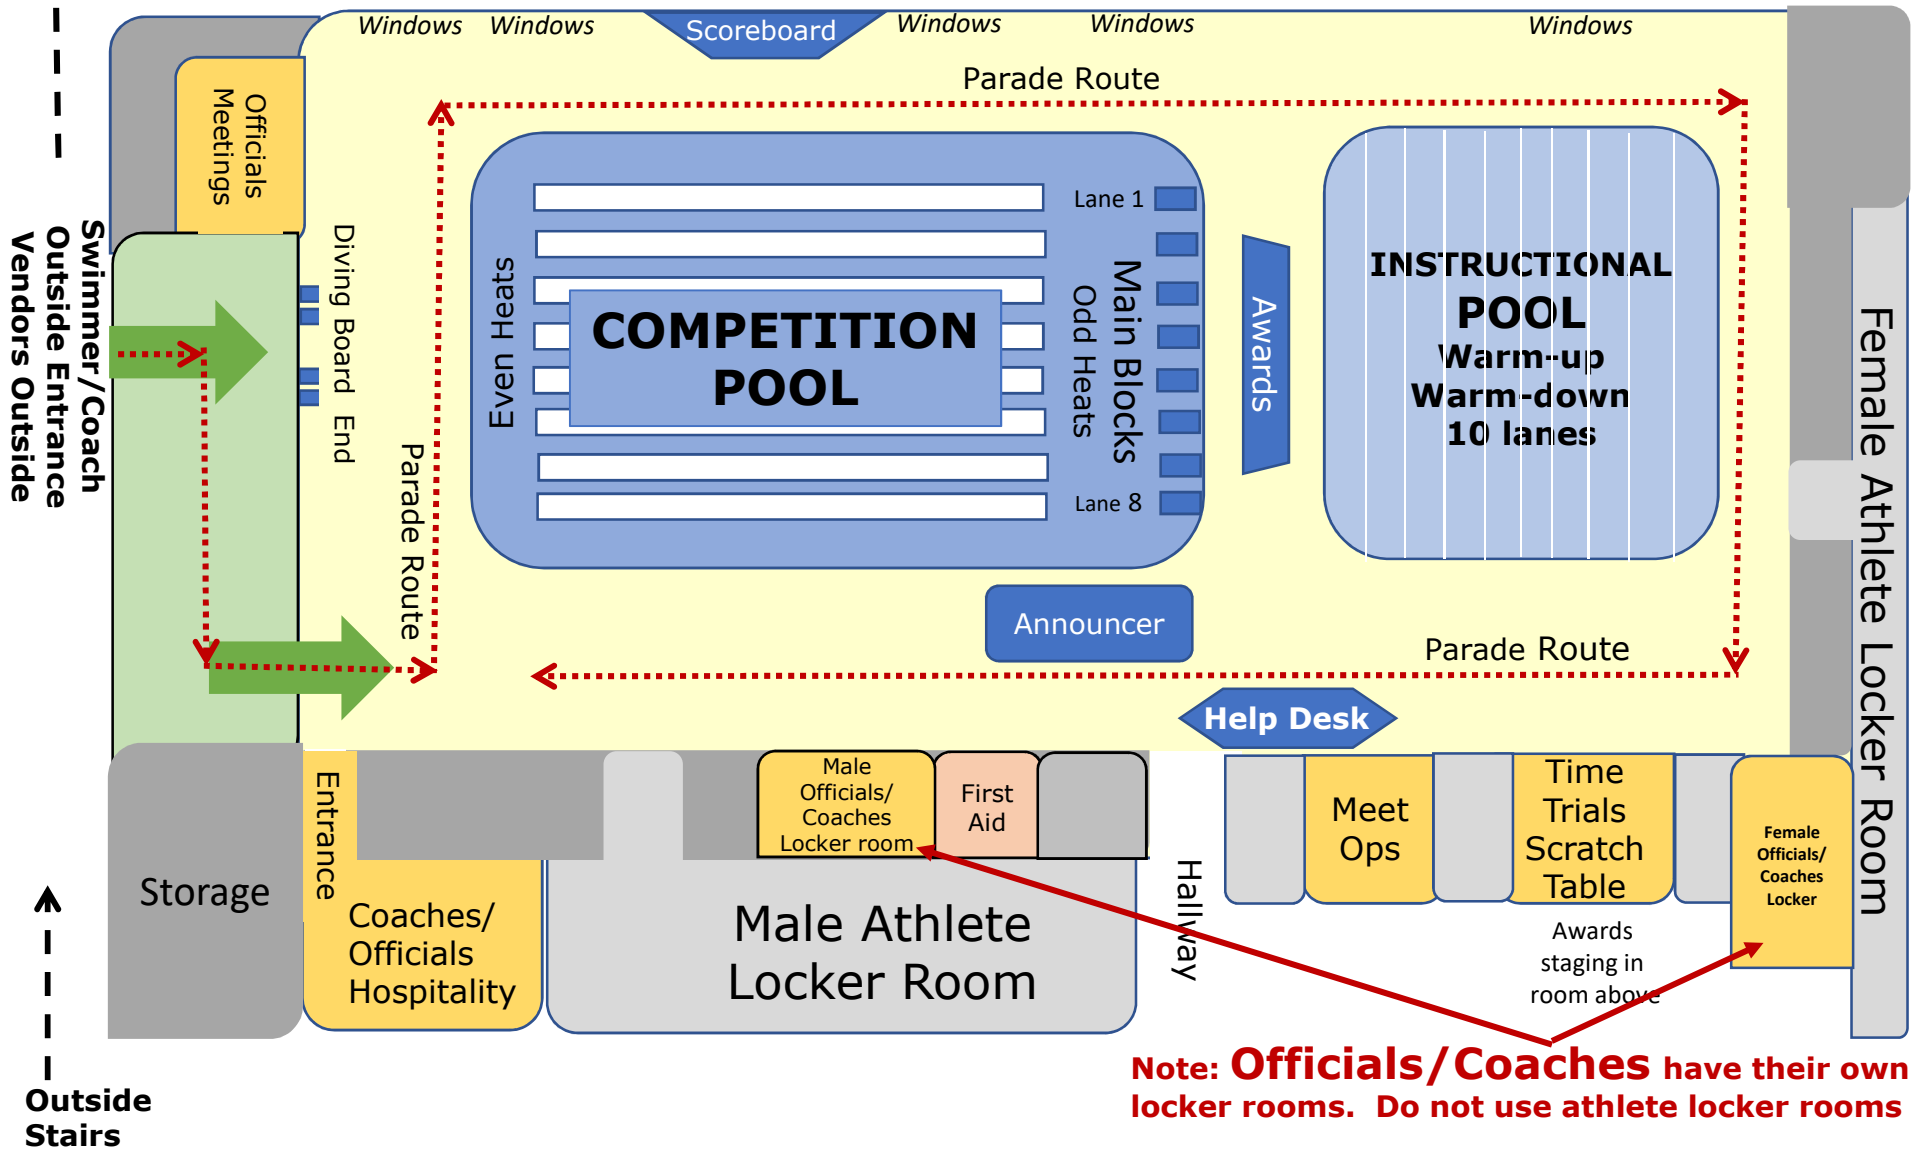 Windows
Windows
Scoreboard
Windows
Windows
Windows
Parade Route
Officials
Meetings
Swimmer/Coach
Outside Entrance
Vendors Outside
Diving Board End
Parade Route
Even Heats
COMPETITION
POOL
Lane 1
Main Blocks
Odd Heats
Lane 8
Awards
INSTRUCTIONAL
POOL
Warm-up
Warm-down
10 lanes
Female Athlete Locker Room
Announcer
Parade Route
Help Desk
Storage
Entrance
Coaches/
Officials
Hospitality
Male
Officials/
Coaches
Locker room
First
Aid
Male Athlete
Locker Room
Hallway
Meet
Ops
Time
Trials
Scratch
Table
Awards
staging in
room above
Female
Officials/
Coaches
Locker
Outside
Stairs
Note: Officials/Coaches have their own
locker rooms. Do not use athlete locker rooms